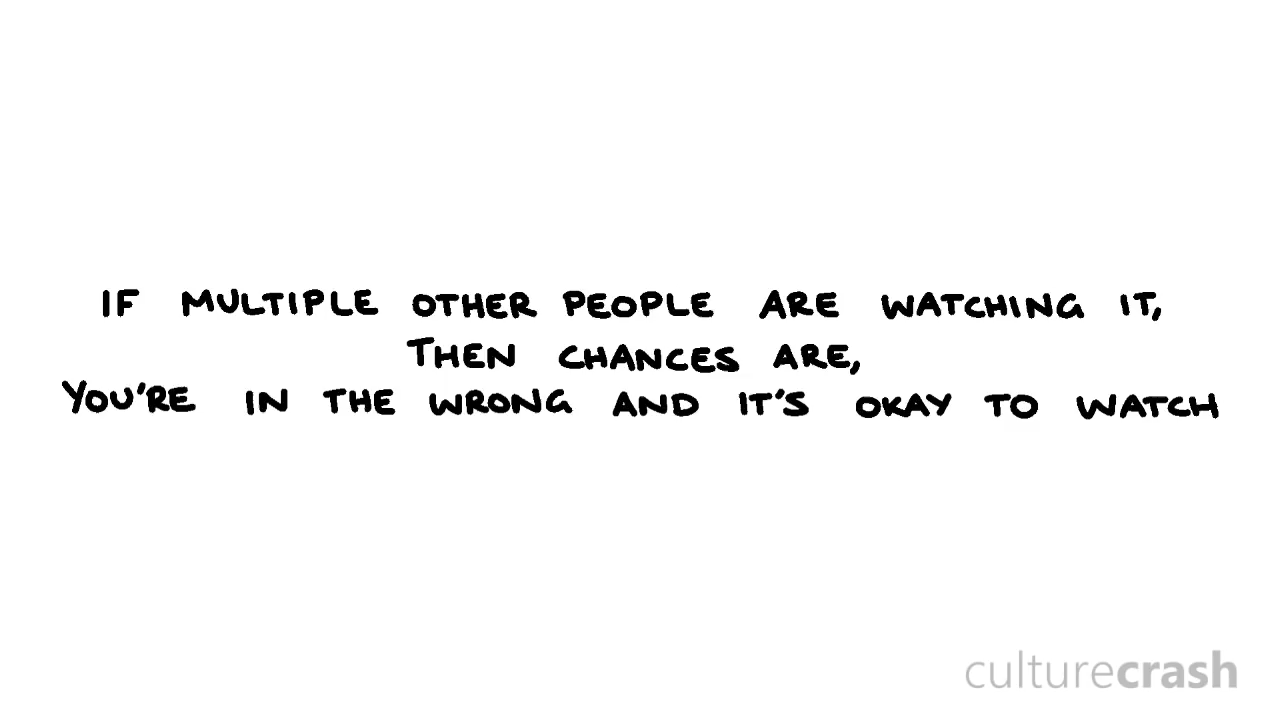 IF MULTIPLE OTHER PEOPLE ARE WATCHING IT,
THEN CHANCES ARE,
YOU'RE IN THE WRONG AND IT'S OKAY TO WATCH
culturecrash